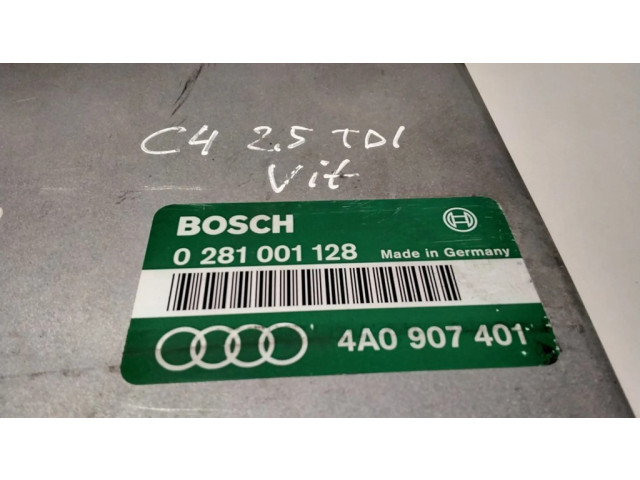 C4 2.5 TDI
Vit
BOSCH
0 281 001 128 Made in Germany
4A0 907 401